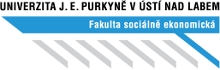 UNIVERZITA J. E. PURKYNĚ V ÚSTÍ NAD LABEM
Fakulta sociálně ekonomická